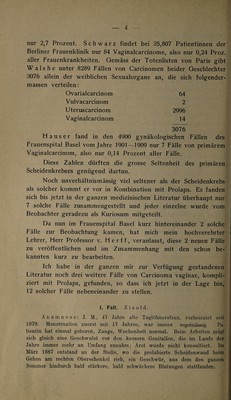 — 4 —
nur 2,7 Prozent. Schwarz findet bei 35,807 Patientinnen der
Berliner Frauenklinik nur 84 Vaginalcarcinome, also nur 0,24 Proz.
aller Frauenkrankheiten. Gemäss der Totenlisten von Paris gibt
Walshe unter 8289 Fällen von Carcinomen beider Geschlechter
3076 allein der weiblichen Sexualorgane an, die sich folgender-
massen verteilen:
Ovarialcarcinom 64
Vulvacarcinom 2
Uteruscarcinom 2996
Vaginalcarcinom 14
3076
Hauser fand in den 4900 gynäkologischen Fällen des
Frauenspital Basel vom Jahre 1901—1909 nur 7 Fälle von primärem
Vaginalcarcinom, also nur 0,14 Prozent aller Fälle.
Diese Zahlen dürften die grosse Seltenheit des primären
Scheidenkrebses genügend dartun.
Noch unverhältnismässig viel seltener als der Scheidenkrebs
als solcher kommt er vor in Kombination mit Prolaps. Es fanden
sich bis jetzt in der ganzen medizinischen Literatur überhaupt nur
7 solche Fälle zusammengestellt und jeder einzelne wurde vom
Beobachter geradezu als Kuriosum mitgeteilt.
Da nun im Frauenspital Basel kurz hintereinander 2 solche
Fälle zur Beobachtung kamen, hat mich mein hochverehrter
Lehrer, Herr Professor v. Herff, veranlasst, diese 2 neuen Fälle
zu veröffentlichen und im Zusammenhang mit den schon be-
kannten kurz zu bearbeiten.
Ich habe in der ganzen mir zur Verfügung gestandenen
Literatur noch drei weitere Fälle von Carcinoma vaginae, kompli-
ziert mit Prolaps, gefunden, so dass ich jetzt in der Lage bin,
12 solcher Fälle nebeneinander zu stellen.
I. Fall.
Anamnese: J. M., 41 Jahre alte Tagelöhnersfrau, verheiratet seit
1879. Menstruation zuerst mit 13 Jahren, war immer regelmässig. Pa-
tientin hat einmal geboren, Zange, Wochenbett normal. Beim Arbeiten zeigt
sich gleich eine Geschwulst vor den äussern Genitalien, die im Laufe der
Jahre immer mehr an Umfang zunahm. Arzt wurde nicht konsultiert. Im
März 1887 entstand an der Stelle, wo die prolabierte Scheidenwand beim
Gehen am rechten Oberschenkel rieb, ein Geschwür, aus dem den ganzen
Sommer hindurch bald stärkere, bald schwächere Blutungen stattfanden.